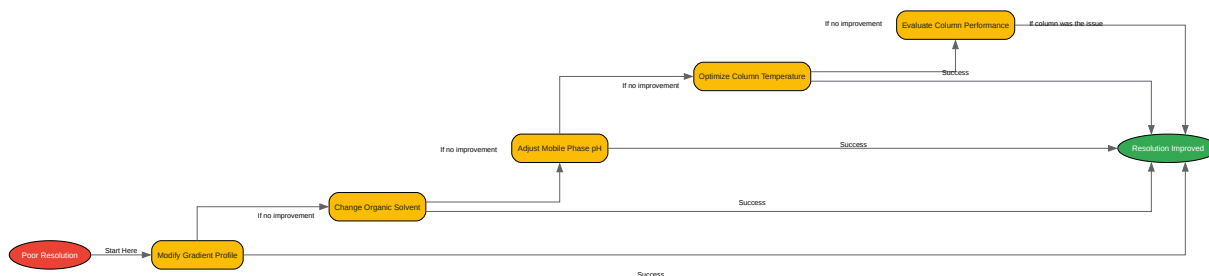 If no improvement
Evaluate Column Performance
If column was the issue
Optimize Column Temperature
Success
If no improvement
If no improvement
Adjust Mobile Phase pH
Success
Resolution Improved
Change Organic Solvent
Success
If no improvement
Poor Resolution
Start Here
Modify Gradient Profile
Success